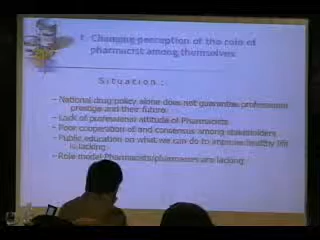 1. Changing perception of the role of
pharmacist among themselves
Situation :
– National drug policy alone does not guarantee professional
prestige and their future.
– Lack of professional attitude of Pharmacists
– Poor cooperation of and consensus among stakeholders
– Public education on what we can do to improve healthy life
is lacking
– Role model Pharmacists/pharmacies are lacking